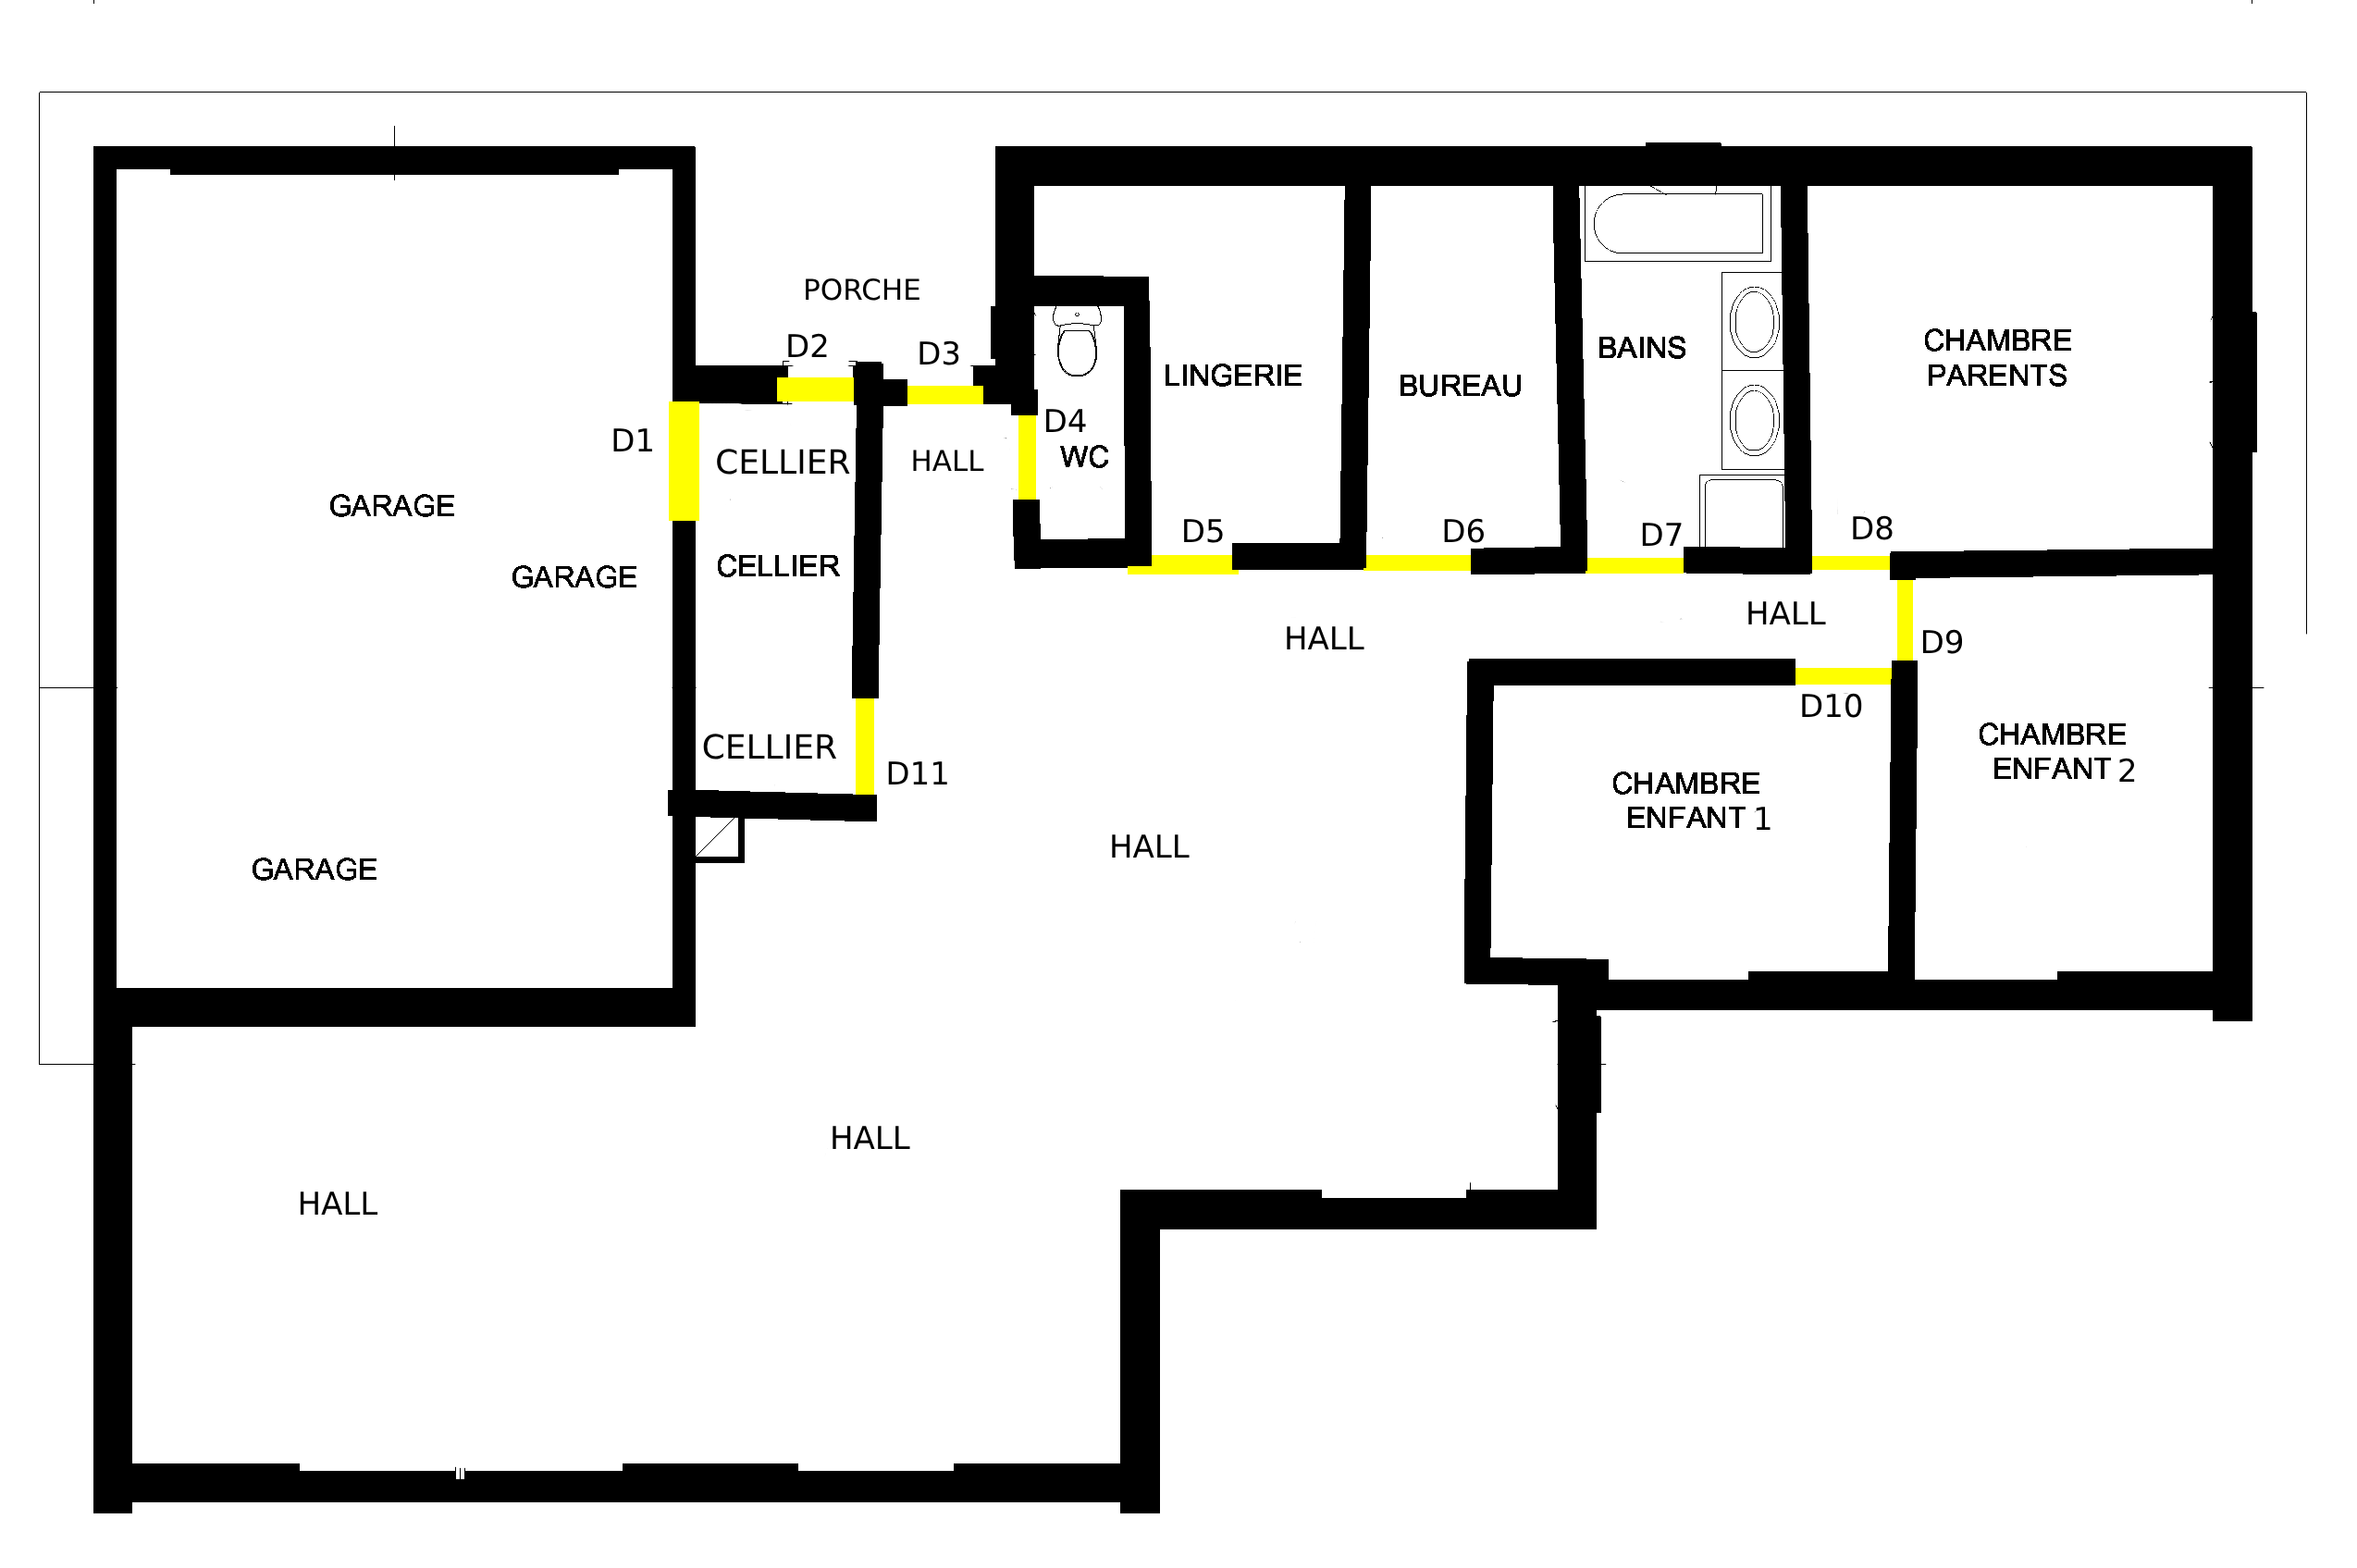 PORCHE
D2
D3
D1
CELLIER
HALL
D4
WC
LINGERIE
BUREAU
BAINS
CHAMBRE
PARENTS
GARAGE
GARAGE
CELLIER
D5
D6
D7
D8
HALL
HALL
D9
D10
CELLIER
D11
CHAMBRE
ENFANT 1
CHAMBRE
ENFANT 2
GARAGE
HALL
HALL
HALL